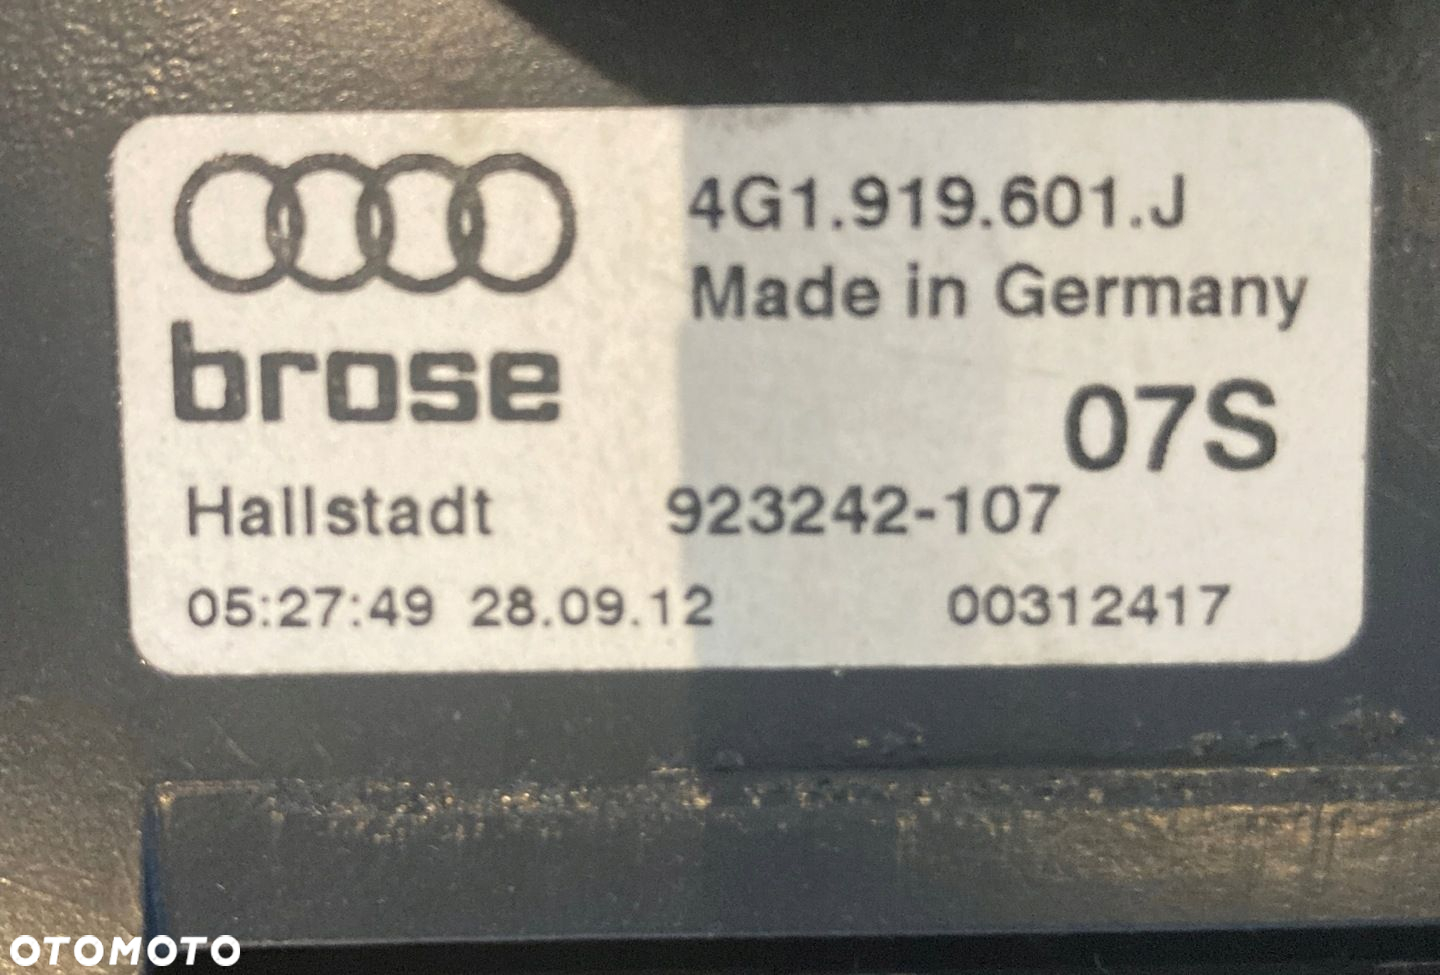 4G1.919.601.J
Made in Germany
brose
07S
Hallstadt 923242-107
05:27:49 28.09.12 00312417
OTOMOTO